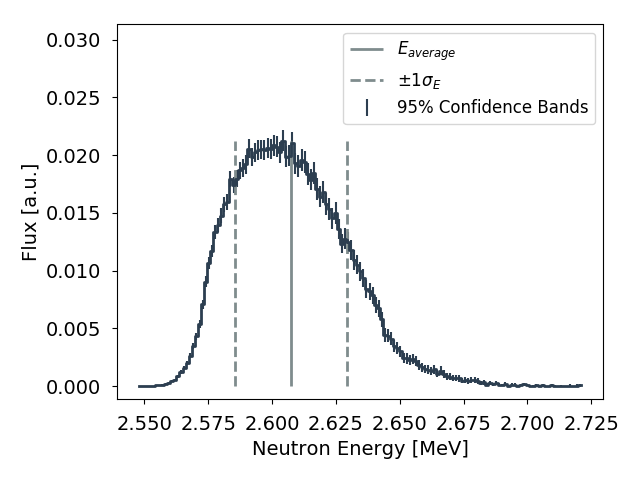 0.030
0.025
0.020
0.015
0.010
0.005
0.000
Flux [a.u.]
E_average
±1σ_E
95% Confidence Bands
2.550 2.575 2.600 2.625 2.650 2.675 2.700 2.725
Neutron Energy [MeV]